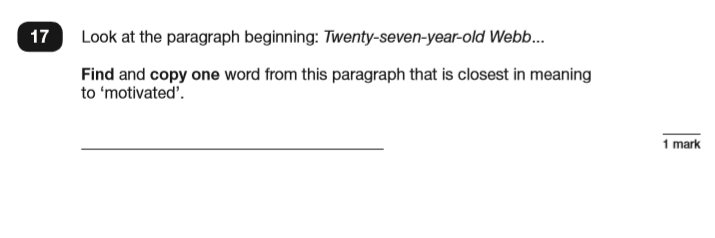 17 Look at the paragraph beginning: Twenty-seven-year-old Webb...
Find and copy one word from this paragraph that is closest in meaning
to ‘motivated’.
1 mark